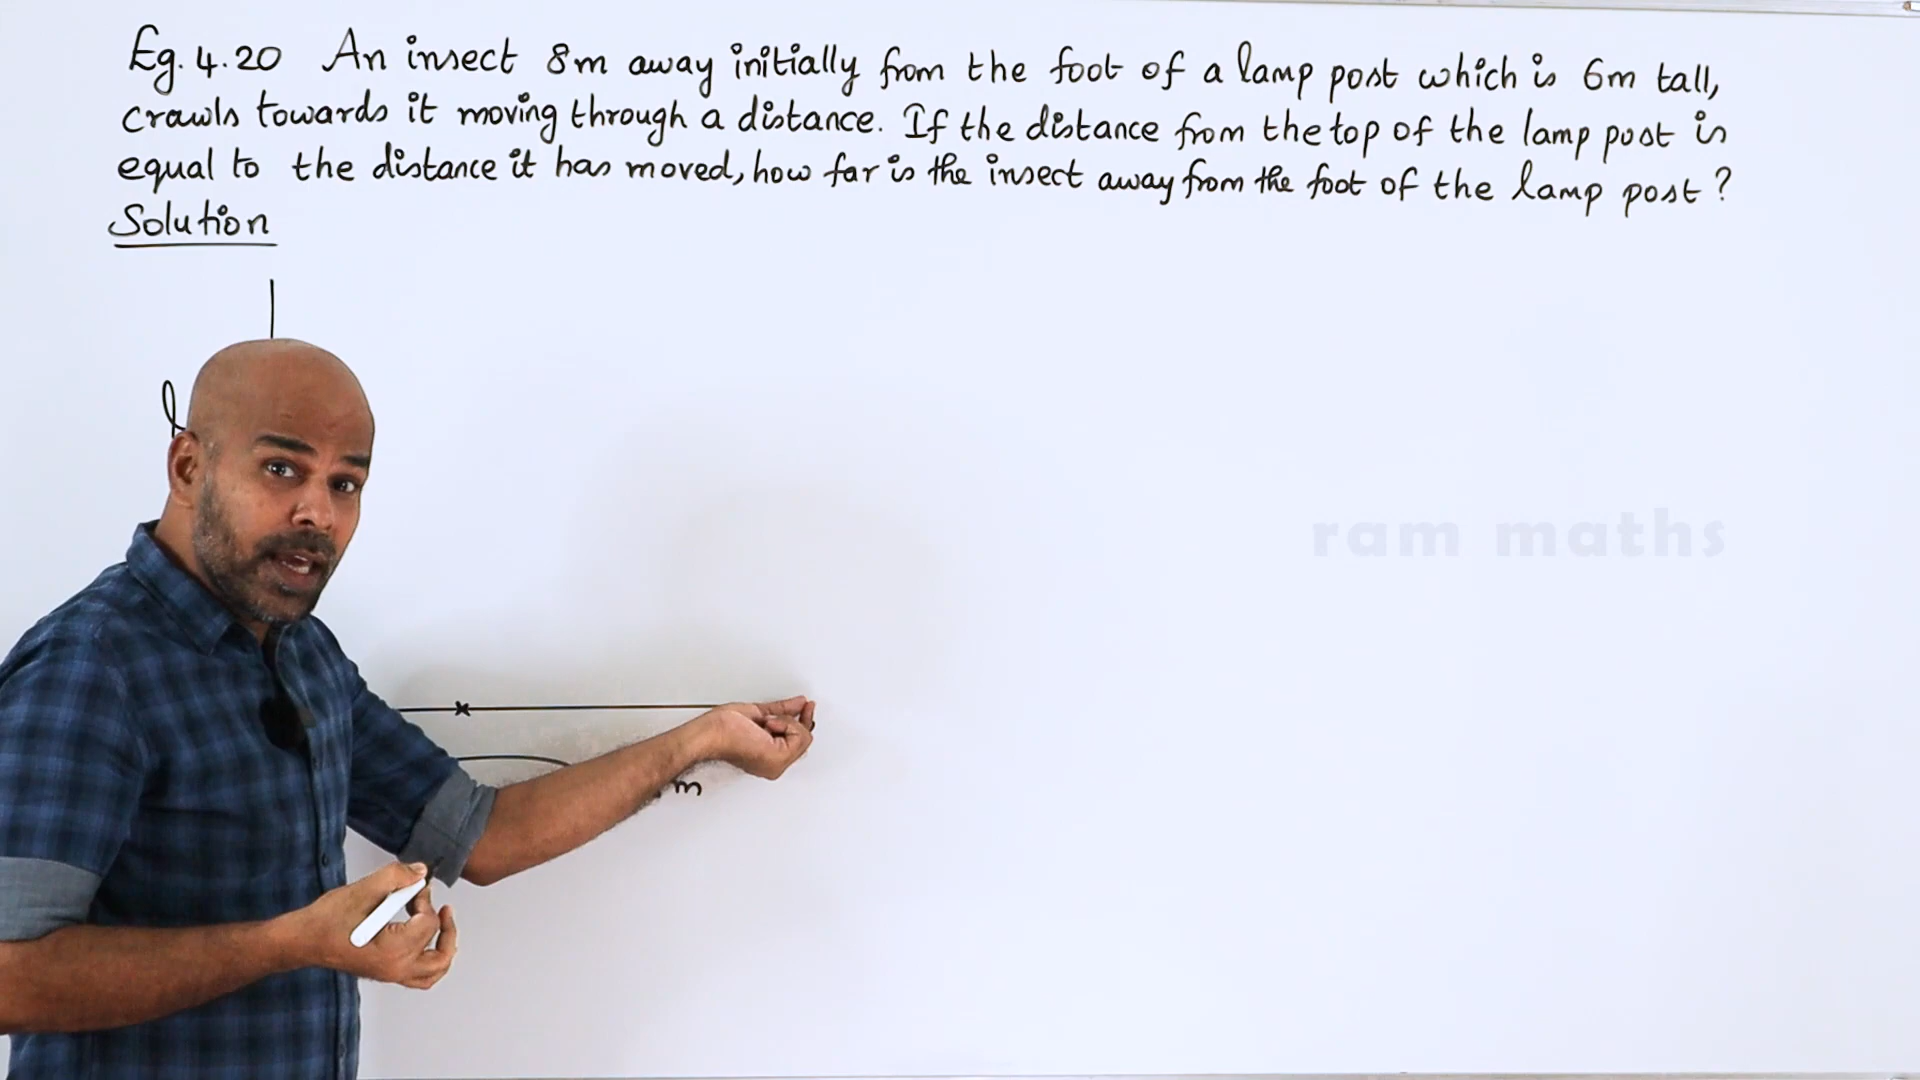 Eg. 4.20 An insect 8m away initially from the foot of a lamp post which is 6m tall,
crawls towards it moving through a distance. If the distance from the top of the lamp post is
equal to the distance it has moved, how far is the insect away from the foot of the lamp post?
Solution
ram maths
m